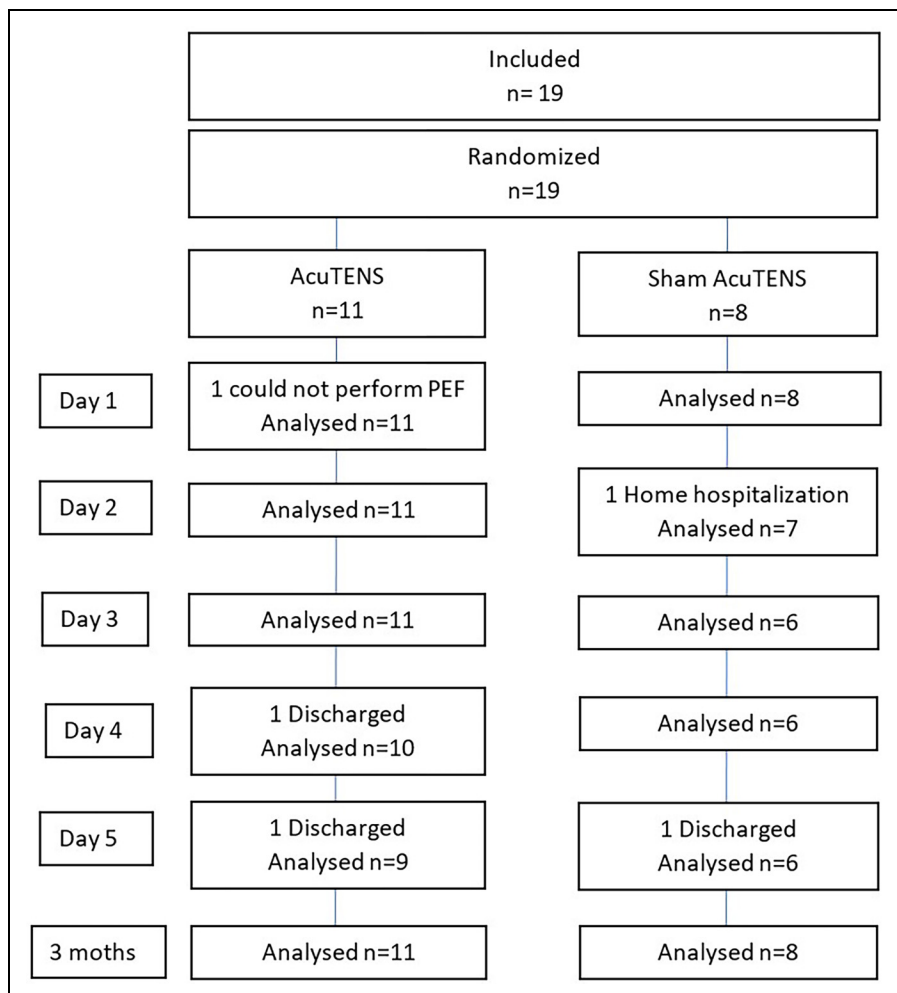 Included
n= 19
Randomized
n=19
AcuTENS
n=11
Sham AcuTENS
n=8
Day 1
1 could not perform PEF
Analysed n=11
Analysed n=8
Day 2
Analysed n=11
1 Home hospitalization
Analysed n=7
Day 3
Analysed n=11
Analysed n=6
Day 4
1 Discharged
Analysed n=10
Analysed n=6
Day 5
1 Discharged
Analysed n=9
1 Discharged
Analysed n=6
3 moths
Analysed n=11
Analysed n=8